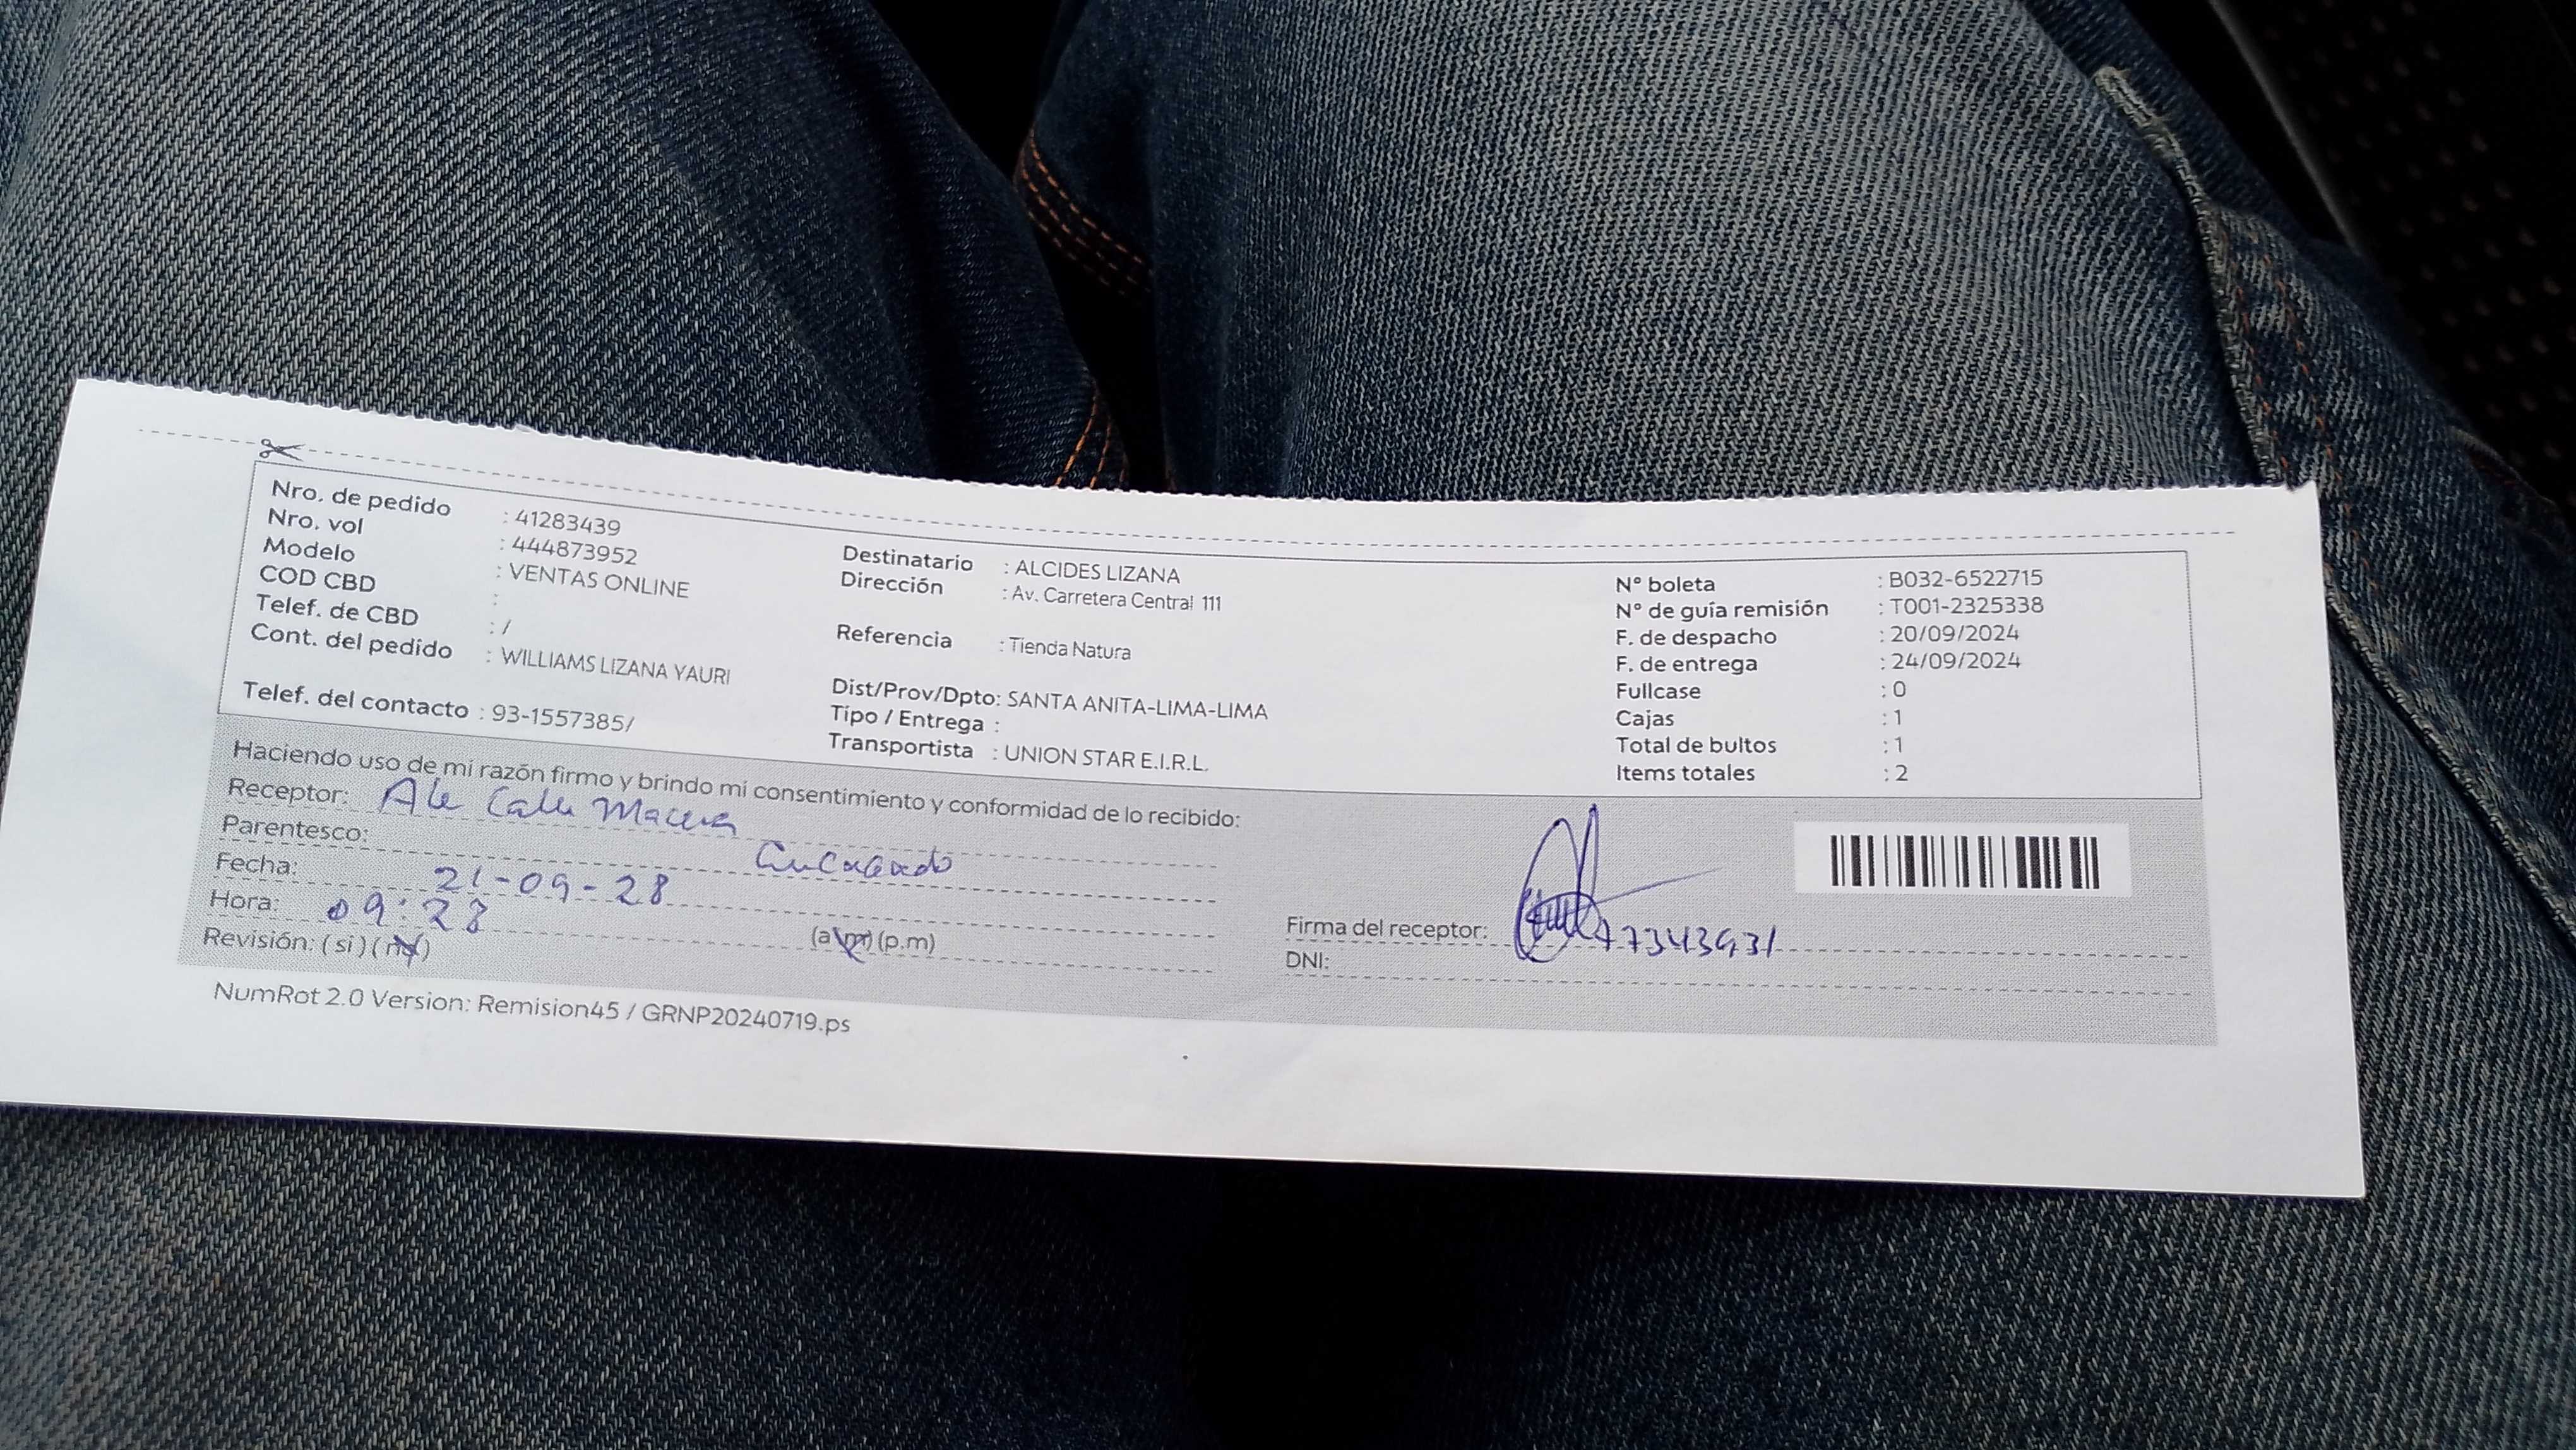 Nro. de pedido : 41283439
Nro. vol : 444873952
Modelo : VENTAS ONLINE
COD CBD :
Telef. de CBD : /
Cont. del pedido : WILLIAMS LIZANA YAURI
Telef. del contacto : 93-1557385/
Destinatario : ALCIDES LIZANA
Dirección : Av. Carretera Central 111
Referencia : Tienda Natura
Dist/Prov/Dpto: SANTA ANITA-LIMA-LIMA
Tipo / Entrega :
Transportista : UNION STAR E.I.R.L.
N° boleta : B032-6522715
N° de guía remisión : T001-2325338
F. de despacho : 20/09/2024
F. de entrega : 24/09/2024
Fullcase : 0
Cajas : 1
Total de bultos : 1
Items totales : 2
Haciendo uso de mi razón firmo y brindo mi consentimiento y conformidad de lo recibido:
Receptor: Ale
Parentesco: Encargado
Fecha: 21-09-28
Hora: 09:28 (a.m) (p.m)
Revisión: ( si ) ( no )
Firma del receptor: 77343931
DNI:
NumRot 2.0 Version: Remision45 / GRNP20240719.ps